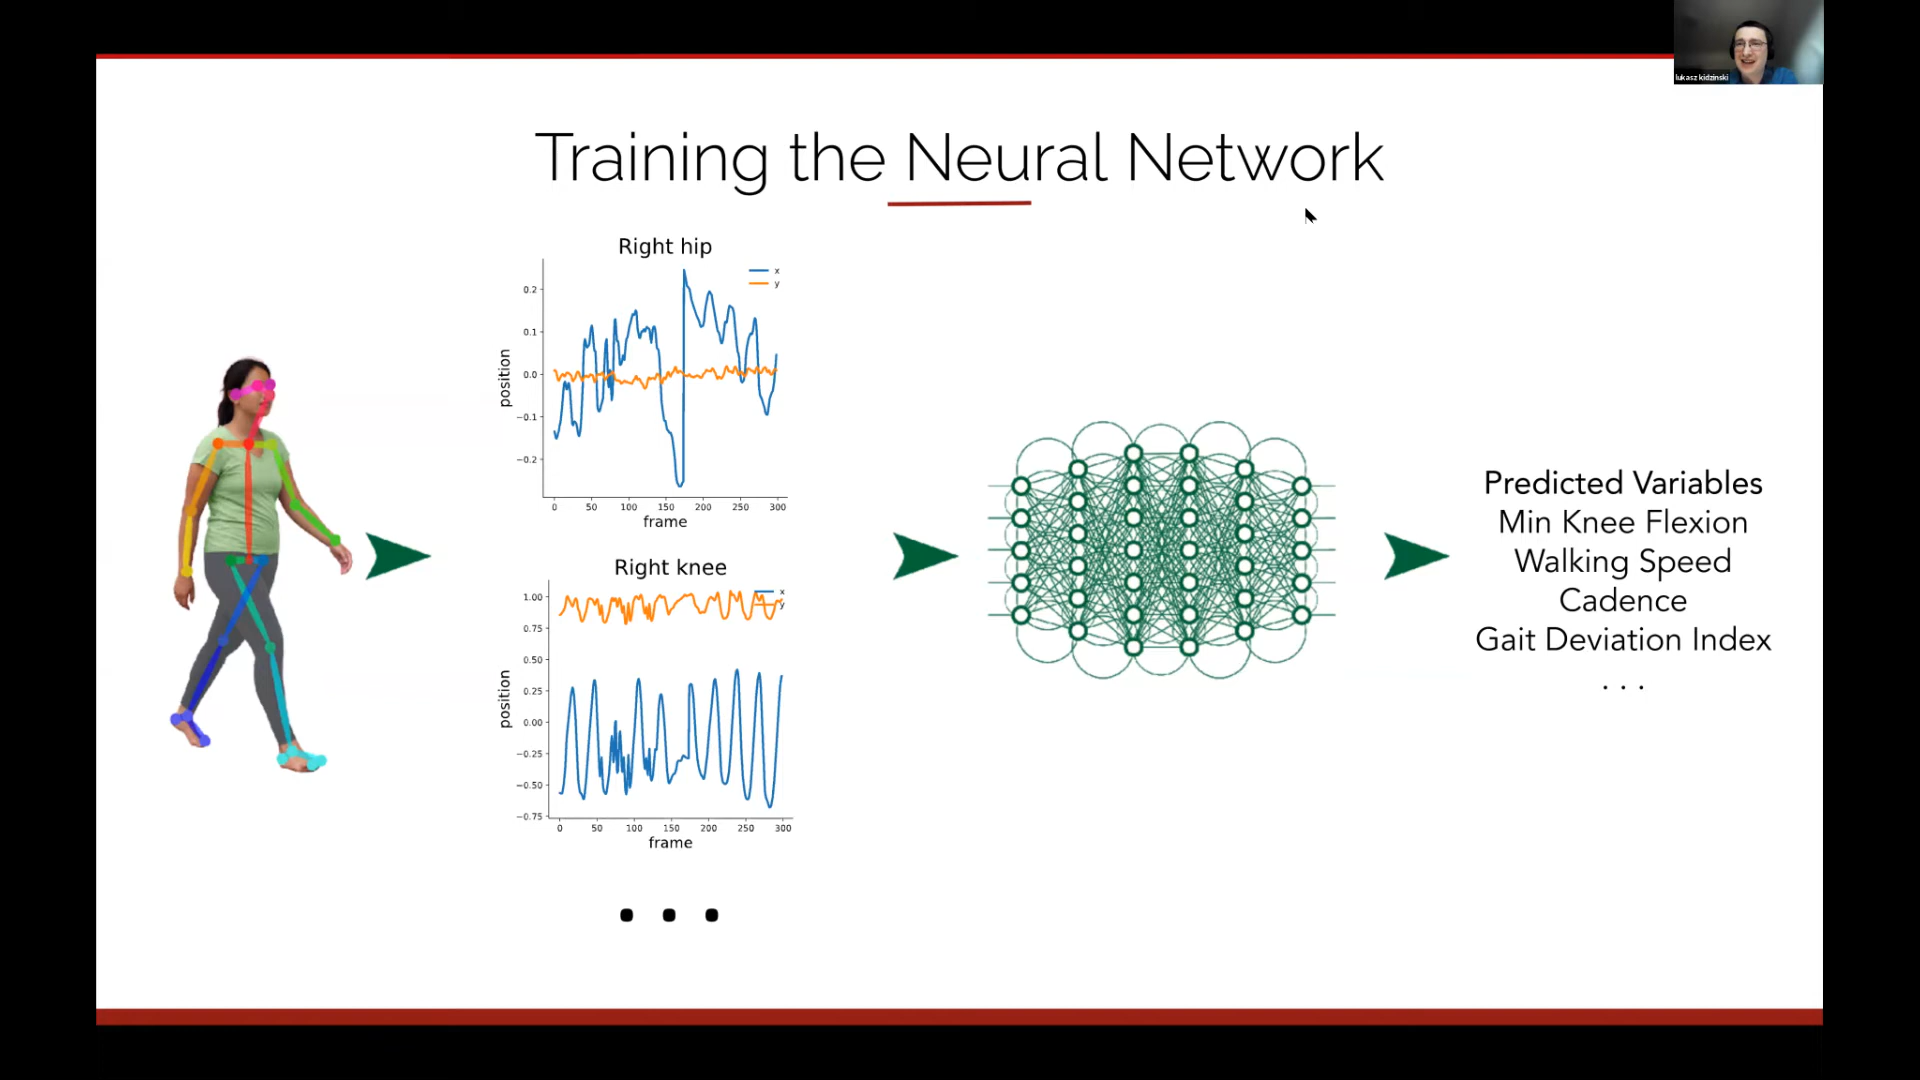 lukasz kidzinski
Training the Neural Network
Right hip
x
y
0.2
0.1
0.0
−0.1
−0.2
position
0 50 100 150 200 250 300
frame
Right knee
x
y
1.00
0.75
0.50
0.25
0.00
−0.25
−0.50
−0.75
position
0 50 100 150 200 250 300
frame
Predicted Variables
Min Knee Flexion
Walking Speed
Cadence
Gait Deviation Index
. . .